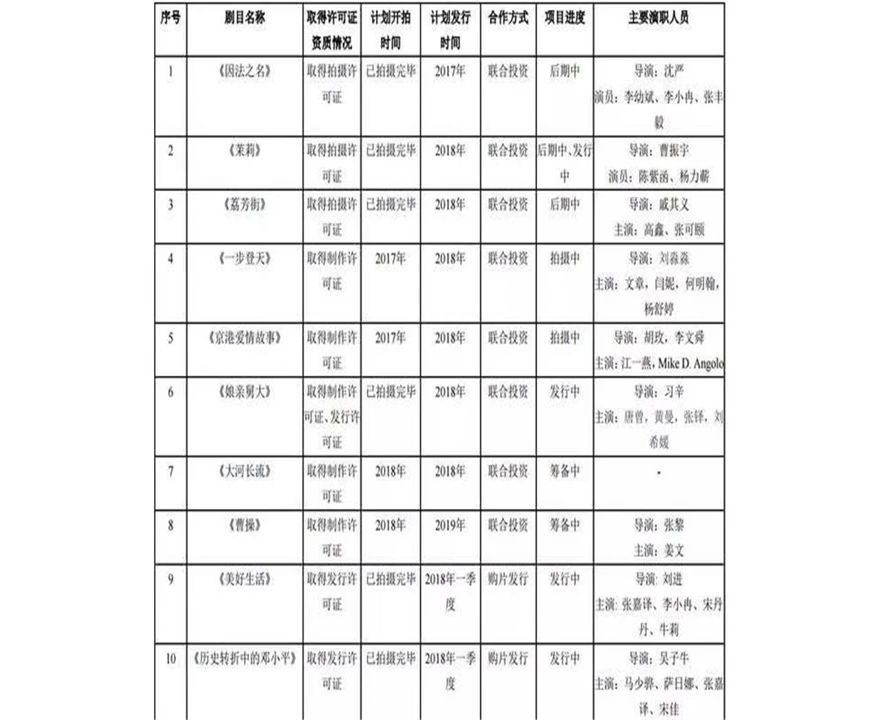 序号 剧目名称 取得许可证资质情况 计划开拍时间 计划发行时间 合作方式 项目进度 主要演职人员
1 《因法之名》 取得拍摄许可证 已拍摄完毕 2017年 联合投资 后期中 导演：沈严 演员：李幼斌、李小冉、张丰毅
2 《茉莉》 取得拍摄许可证 已拍摄完毕 2018年 联合投资 后期中、发行中 导演：曹振宇 演员：陈紫函、杨力蕲
3 《荔芳街》 取得拍摄许可证 已拍摄完毕 2018年 联合投资 后期中 导演：戚其义 主演：高鑫、张可颐
4 《一步登天》 取得制作许可证 2017年 2018年 联合投资 拍摄中 导演：刘淼淼 主演：文章，闫妮，何明翰，杨舒婷
5 《京港爱情故事》 取得制作许可证 2017年 2018年 联合投资 拍摄中 导演：胡玫，李文舜 主演：江一燕，Mike D. Angolo
6 《娘亲舅大》 取得制作许可证、发行许可证 已拍摄完毕 2018年 联合投资 发行中 导演：习辛 主演：唐曾，黄曼，张铎，刘希媛
7 《大河长流》 取得制作许可证 2018年 2018年 联合投资 筹备中 -
8 《曹操》 取得制作许可证 2018年 2019年 联合投资 筹备中 导演：张黎 主演：姜文
9 《美好生活》 取得发行许可证 已拍摄完毕 2018年一季度 购片发行 发行中 导演: 刘进 主演: 张嘉译、李小冉、宋丹丹、牛莉
10 《历史转折中的邓小平》 取得发行许可证 已拍摄完毕 2018年一季度 购片发行 发行中 导演：吴子牛 主演：马少骅、萨日娜、张嘉译、宋佳